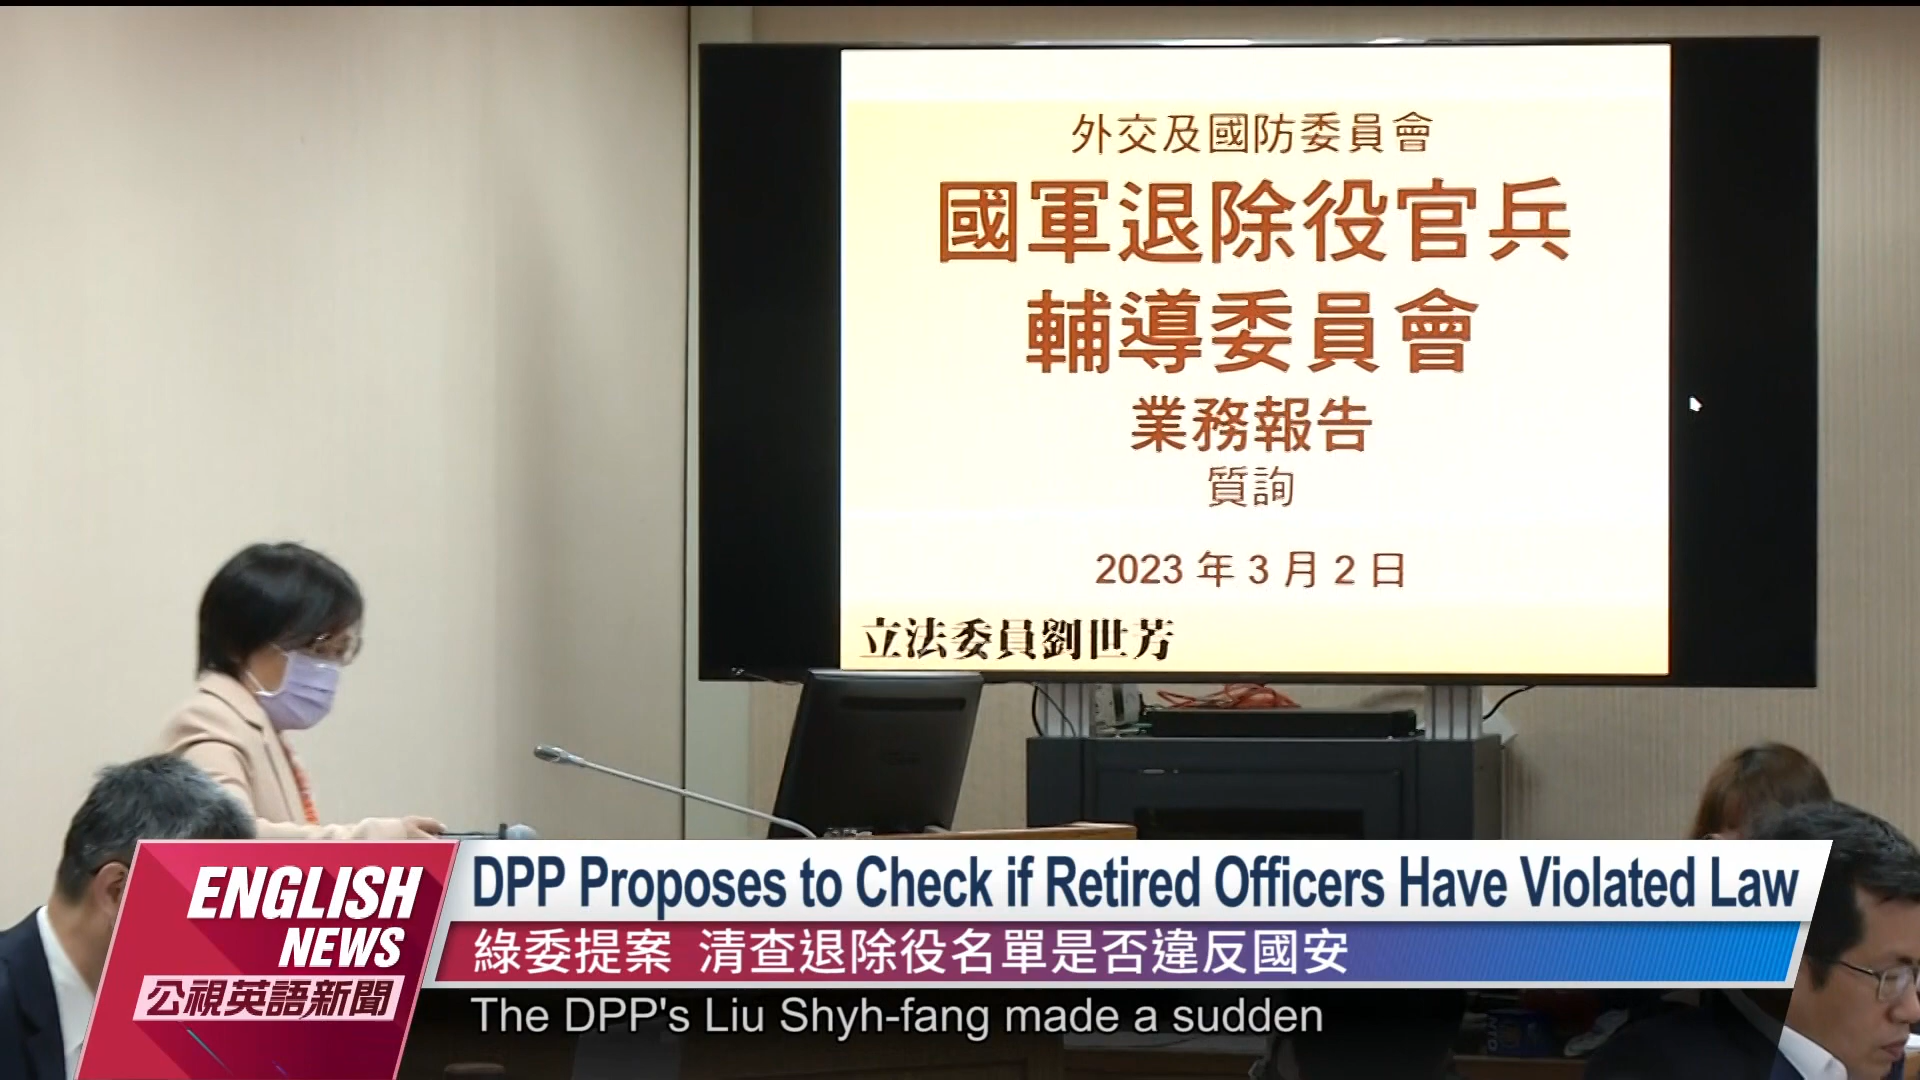 外交及國防委員會
國軍退除役官兵
輔導委員會
業務報告
質詢
2023 年 3 月 2 日
立法委員劉世芳
ENGLISH
NEWS
公視英語新聞
DPP Proposes to Check if Retired Officers Have Violated Law
綠委提案 清查退除役名單是否違反國安
The DPP's Liu Shyh-fang made a sudden